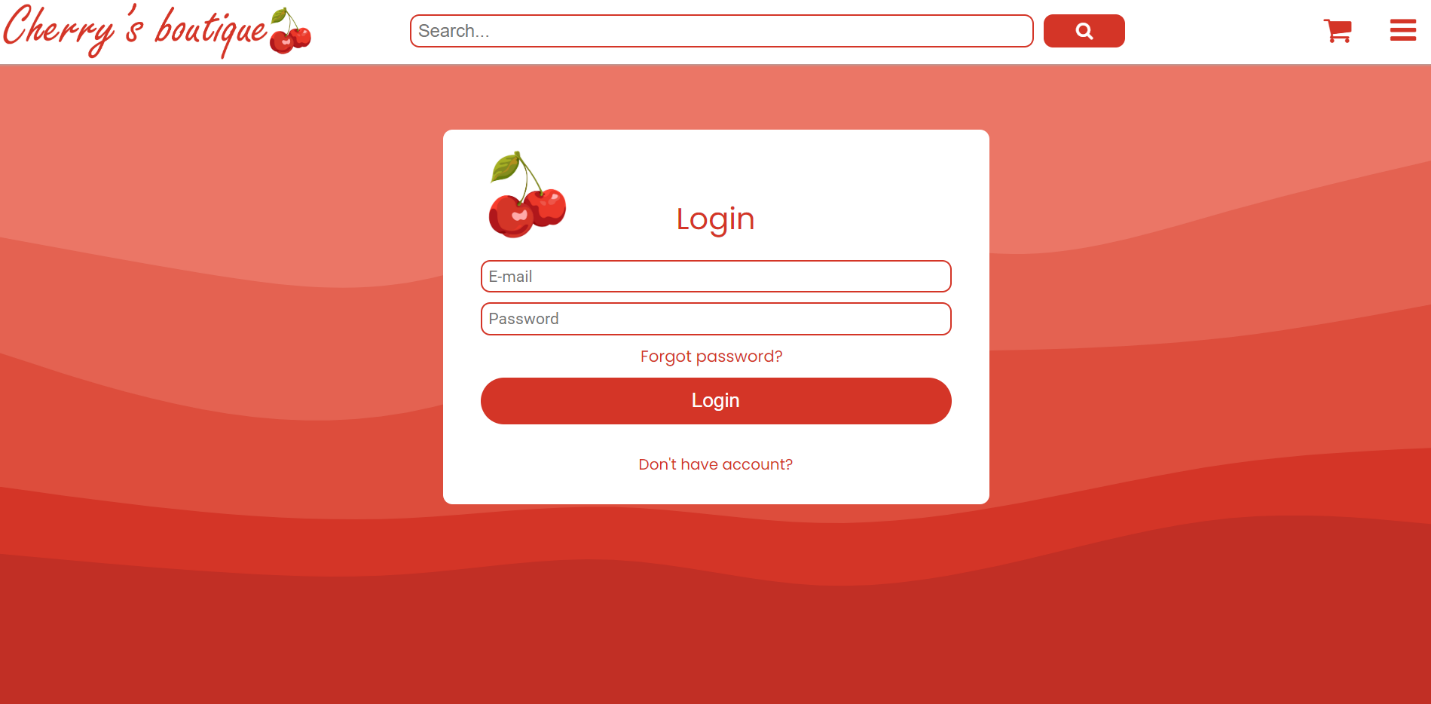 Cherry's boutique
Search...
Login
E-mail
Password
Forgot password?
Login
Don't have account?